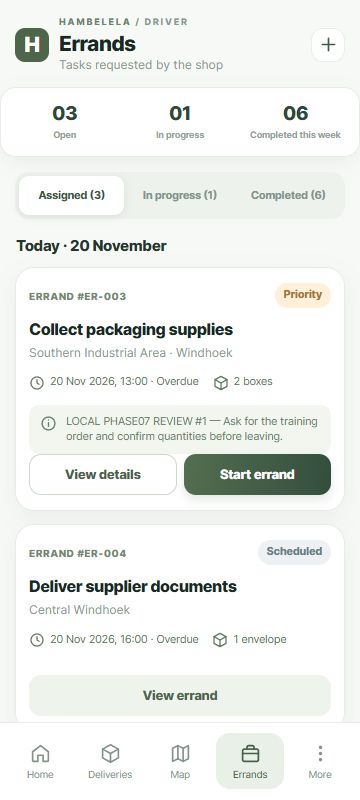 H
HAMBELELA / DRIVER
Errands
Tasks requested by the shop
03
Open
01
In progress
06
Completed this week
Assigned (3)
In progress (1)
Completed (6)
Today · 20 November
ERRAND #ER-003
Priority
Collect packaging supplies
Southern Industrial Area · Windhoek
20 Nov 2026, 13:00 · Overdue
2 boxes
LOCAL PHASE07 REVIEW #1 — Ask for the training
order and confirm quantities before leaving.
View details
Start errand
ERRAND #ER-004
Scheduled
Deliver supplier documents
Central Windhoek
20 Nov 2026, 16:00 · Overdue
1 envelope
View errand
Home
Deliveries
Map
Errands
More